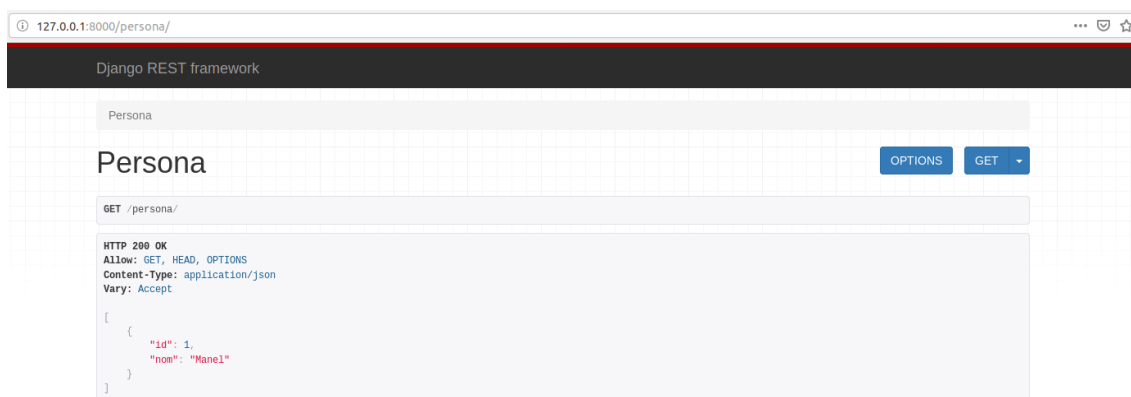 127.0.0.1:8000/persona/
Django REST framework
Persona
Persona
OPTIONS
GET
GET /persona/
HTTP 200 OK
Allow: GET, HEAD, OPTIONS
Content-Type: application/json
Vary: Accept
[
{
"id": 1,
"nom": "Manel"
}
]